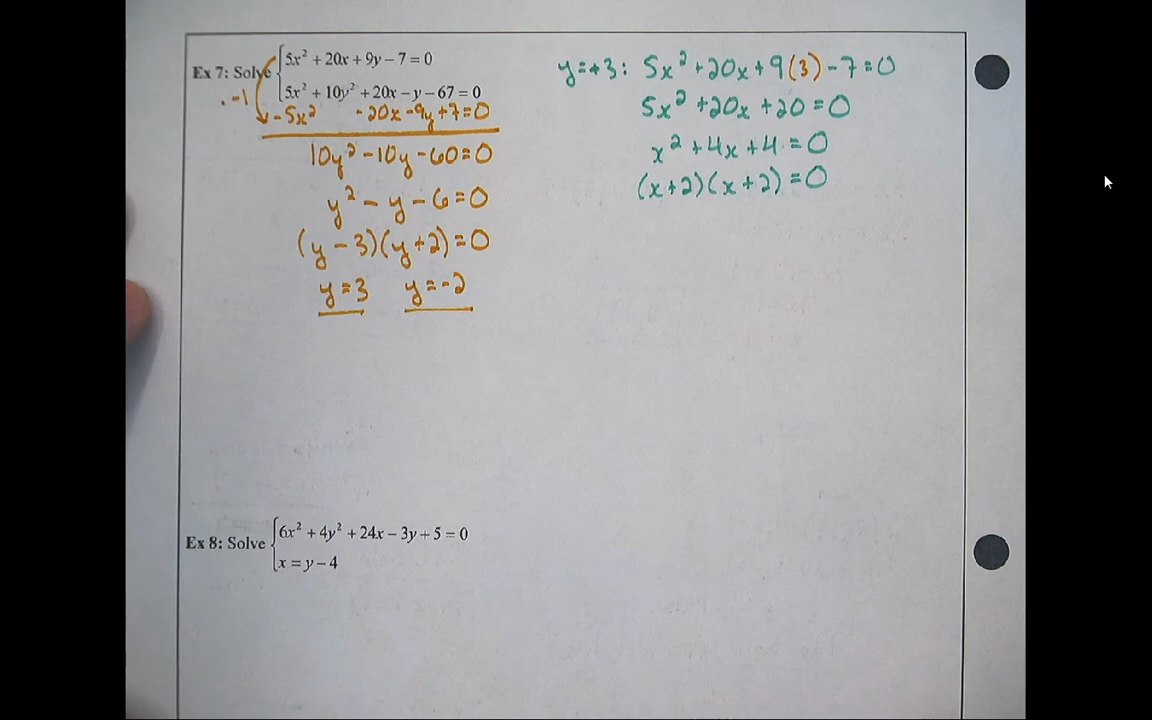 Ex 7: Solve { 5x² + 20x + 9y − 7 = 0
5x² + 10y² + 20x − y − 67 = 0
· -1 -5x² -20x -9y +7 = 0
10y² - 10y - 60 = 0
y² - y - 6 = 0
(y - 3)(y + 2) = 0
y = 3 y = -2
y = +3: 5x² + 20x + 9(3) - 7 = 0
5x² + 20x + 20 = 0
x² + 4x + 4 = 0
(x + 2)(x + 2) = 0
Ex 8: Solve { 6x² + 4y² + 24x − 3y + 5 = 0
x = y − 4